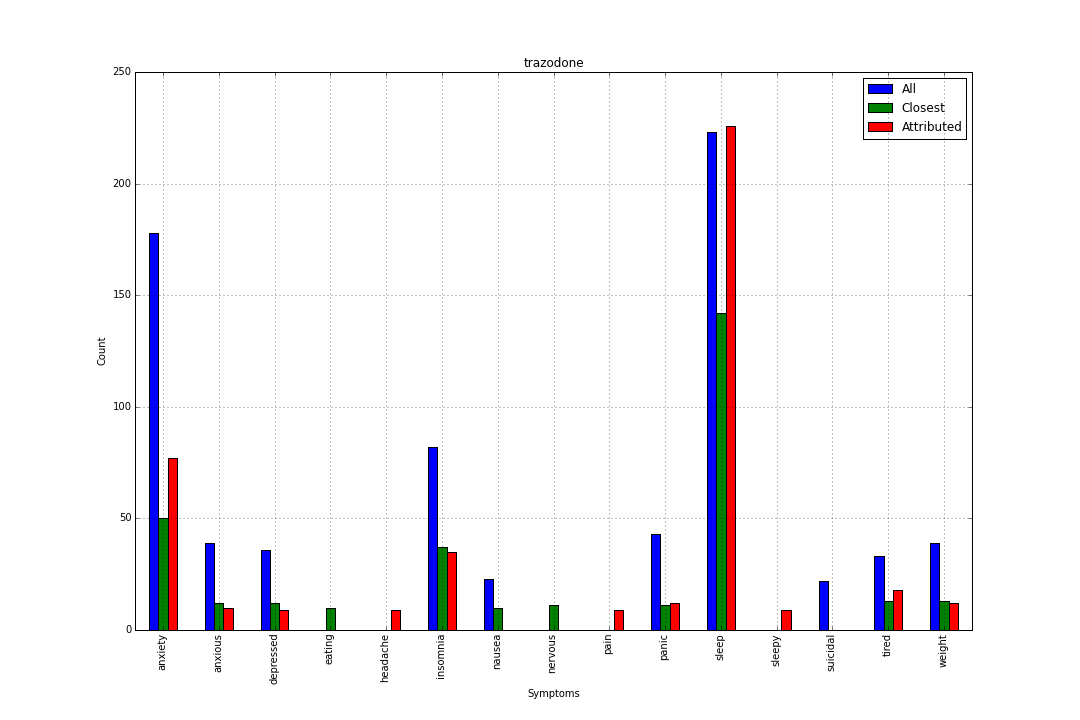 trazodone
250
200
150
100
50
0
Count
All
Closest
Attributed
anxiety
anxious
depressed
eating
headache
insomnia
nausea
nervous
pain
panic
sleep
sleepy
suicidal
tired
weight
Symptoms